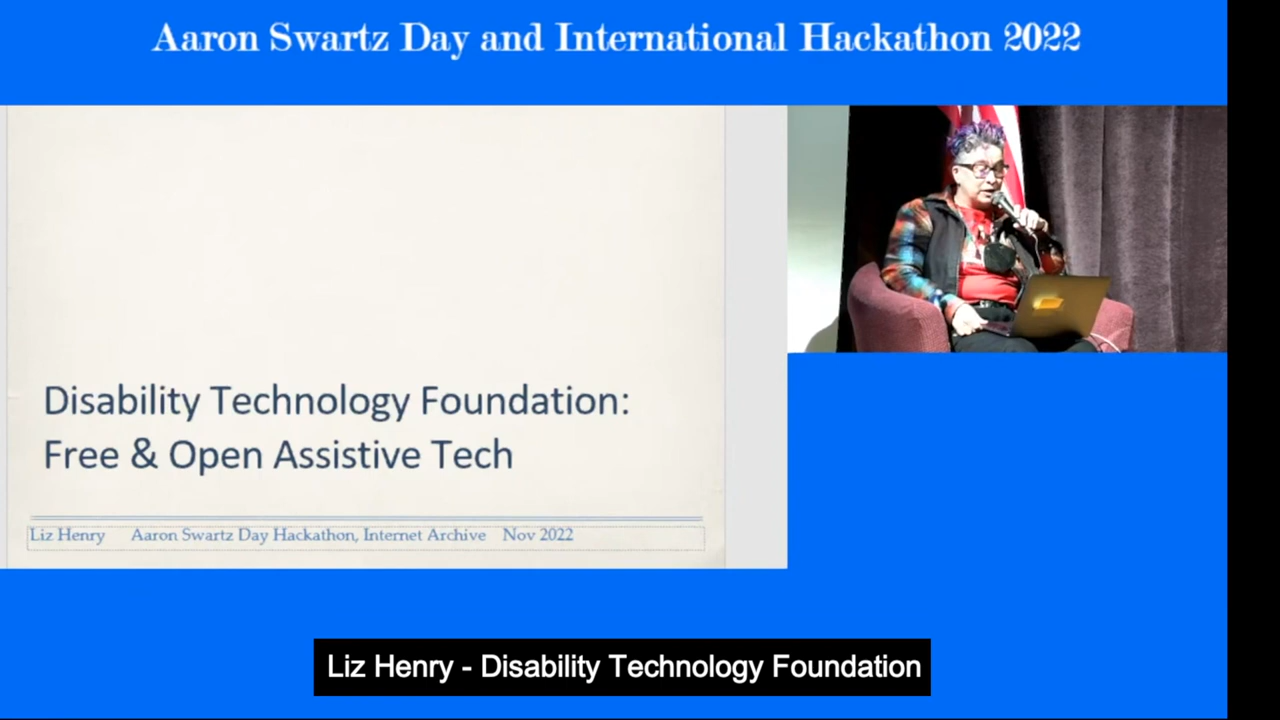 Aaron Swartz Day and International Hackathon 2022
Disability Technology Foundation:
Free & Open Assistive Tech
Liz Henry Aaron Swartz Day Hackathon, Internet Archive Nov 2022
Liz Henry - Disability Technology Foundation